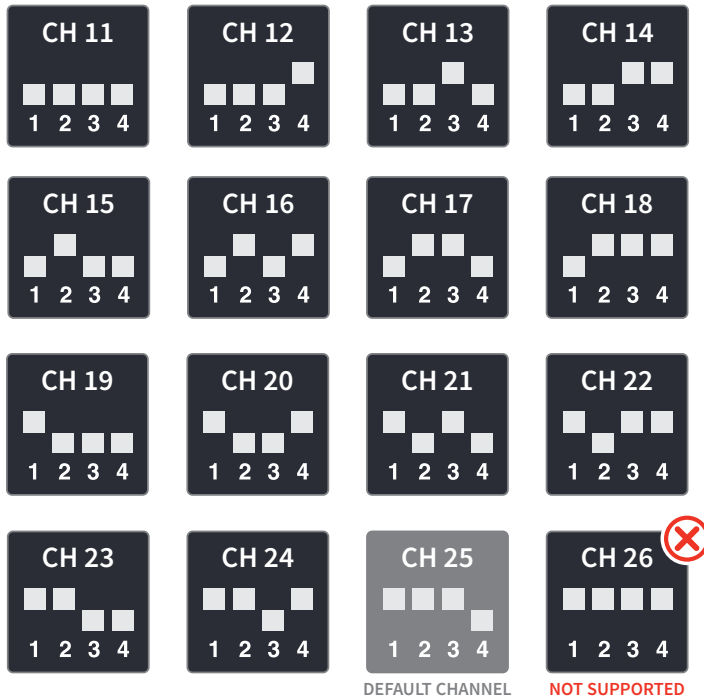 CH 11 CH 12 CH 13 CH 14
1 2 3 4 1 2 3 4 1 2 3 4 1 2 3 4
CH 15 CH 16 CH 17 CH 18
1 2 3 4 1 2 3 4 1 2 3 4 1 2 3 4
CH 19 CH 20 CH 21 CH 22
1 2 3 4 1 2 3 4 1 2 3 4 1 2 3 4
CH 23 CH 24 CH 25 CH 26
1 2 3 4 1 2 3 4 1 2 3 4 1 2 3 4
DEFAULT CHANNEL NOT SUPPORTED